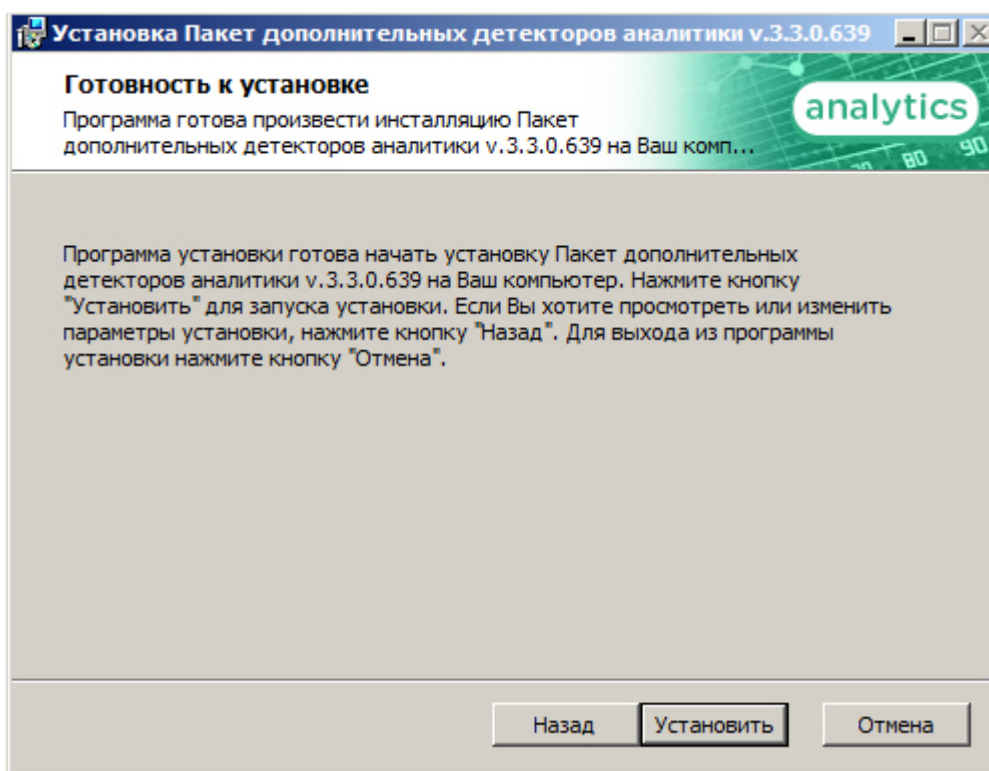 Установка Пакет дополнительных детекторов аналитики v.3.3.0.639
Готовность к установке
Программа готова произвести инсталляцию Пакет
дополнительных детекторов аналитики v.3.3.0.639 на Ваш комп...
analytics
80
90
Программа установки готова начать установку Пакет дополнительных
детекторов аналитики v.3.3.0.639 на Ваш компьютер. Нажмите кнопку
"Установить" для запуска установки. Если Вы хотите просмотреть или изменить
параметры установки, нажмите кнопку "Назад". Для выхода из программы
установки нажмите кнопку "Отмена".
Назад
Установить
Отмена